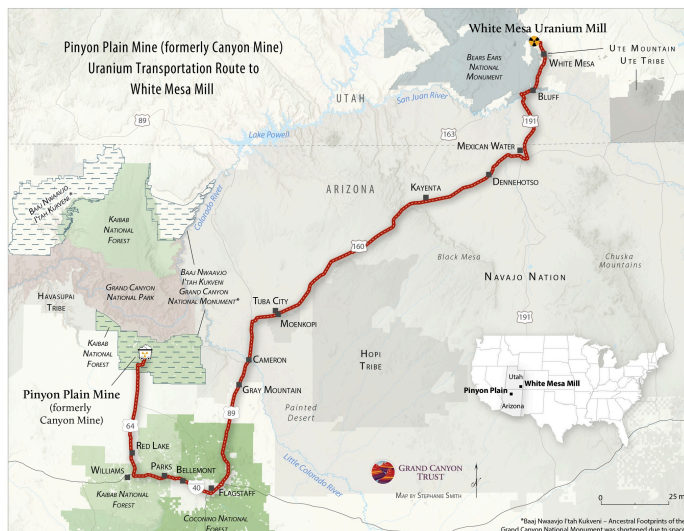 Pinyon Plain Mine (formerly Canyon Mine)
Uranium Transportation Route to
White Mesa Mill
White Mesa Uranium Mill
BEARS EARS
NATIONAL
MONUMENT
WHITE MESA
UTE MOUNTAIN
UTE TRIBE
UTAH
San Juan River
BLUFF
89
191
Lake Powell
163
MEXICAN WATER
DENNEHOTSO
ARIZONA
KAYENTA
Colorado River
BAAJ NWAAVJO
I'TAH KUKVENI
KAIBAB
NATIONAL
FOREST
160
Black Mesa
Chuska
Mountains
BAAJ NWAAVJO
I'TAH KUKVENI
GRAND CANYON
NATIONAL MONUMENT*
NAVAJO NATION
GRAND CANYON
NATIONAL PARK
HAVASUPAI
TRIBE
TUBA CITY
MOENKOPI
191
KAIBAB
NATIONAL
FOREST
HOPI
TRIBE
CAMERON
Pinyon Plain Mine
(formerly
Canyon Mine)
GRAY MOUNTAIN
Utah
White Mesa Mill
Pinyon Plain
Arizona
89
Painted
Desert
64
RED LAKE
Little Colorado River
WILLIAMS
PARKS
BELLEMONT
40
FLAGSTAFF
KAIBAB NATIONAL
FOREST
COCONINO NATIONAL
FOREST
GRAND CANYON
TRUST
MAP BY STEPHANIE SMITH
0
25 m
*Baaj Nwaavjo I'tah Kukveni – Ancestral Footprints of the
Grand Canyon National Monument was shortened due to space